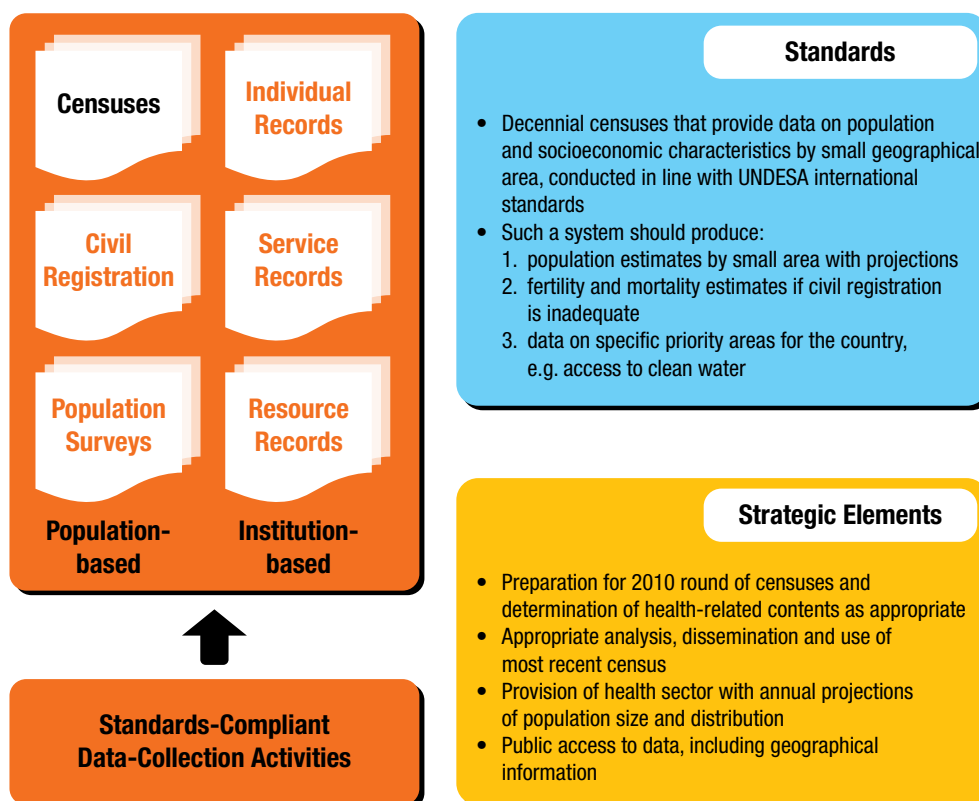 Censuses
Individual
Records
Civil
Registration
Service
Records
Population
Surveys
Resource
Records
Population-
based
Institution-
based
Standards-Compliant
Data-Collection Activities
Standards
• Decennial censuses that provide data on population
and socioeconomic characteristics by small geographical
area, conducted in line with UNDESA international
standards
• Such a system should produce:
1. population estimates by small area with projections
2. fertility and mortality estimates if civil registration
is inadequate
3. data on specific priority areas for the country,
e.g. access to clean water
Strategic Elements
• Preparation for 2010 round of censuses and
determination of health-related contents as appropriate
• Appropriate analysis, dissemination and use of
most recent census
• Provision of health sector with annual projections
of population size and distribution
• Public access to data, including geographical
information